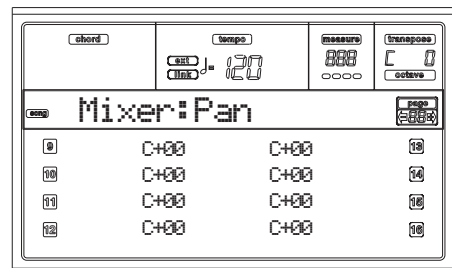 chord tempo measure transpose
ext link = 120 888 C 0
octave
song Mixer:Pan page 88
9 C+00 C+00 13
10 C+00 C+00 14
11 C+00 C+00 15
12 C+00 C+00 16